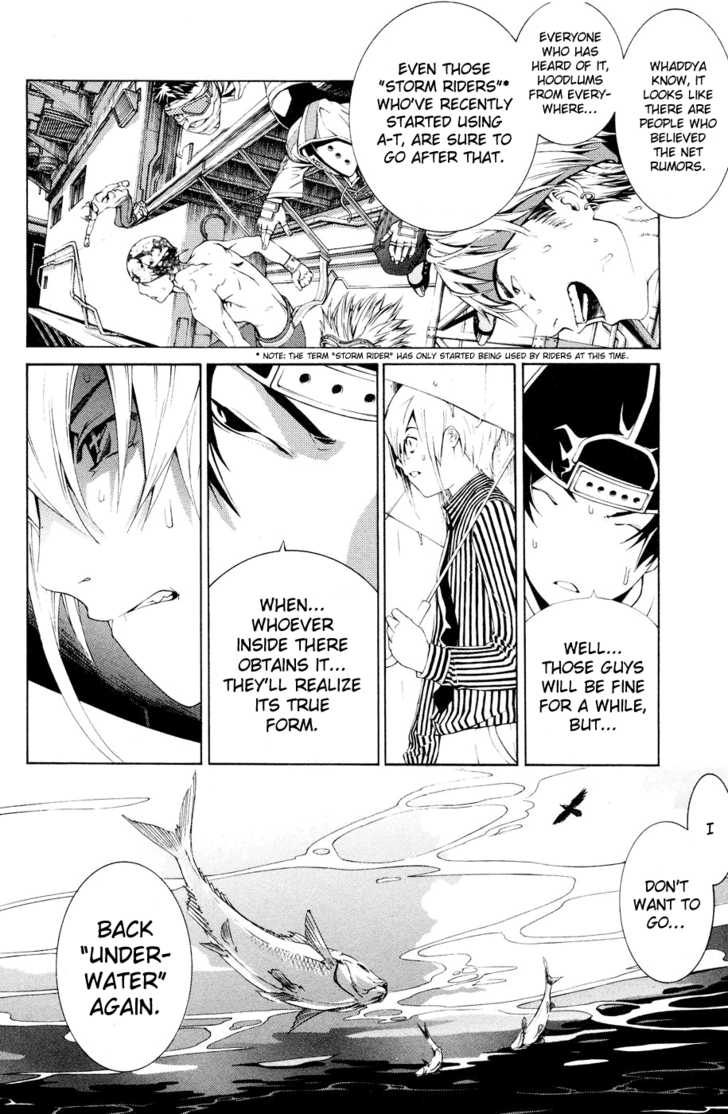 WHADDYA
KNOW, IT
LOOKS LIKE
THERE ARE
PEOPLE WHO
BELIEVED
THE NET
RUMORS.
EVERYONE
WHO HAS
HEARD OF IT,
HOODLUMS
FROM EVERY-
WHERE...
EVEN THOSE
"STORM RIDERS"*
WHO'VE RECENTLY
STARTED USING
A-T, ARE SURE TO
GO AFTER THAT.
* NOTE: THE TERM "STORM RIDER" HAS ONLY STARTED BEING USED BY RIDERS AT THIS TIME.
WELL...
THOSE GUYS
WILL BE FINE
FOR A WHILE,
BUT...
WHEN...
WHOEVER
INSIDE THERE
OBTAINS IT...
THEY'LL REALIZE
ITS TRUE
FORM.
I
DON'T
WANT TO
GO...
BACK
"UNDER-
WATER"
AGAIN.